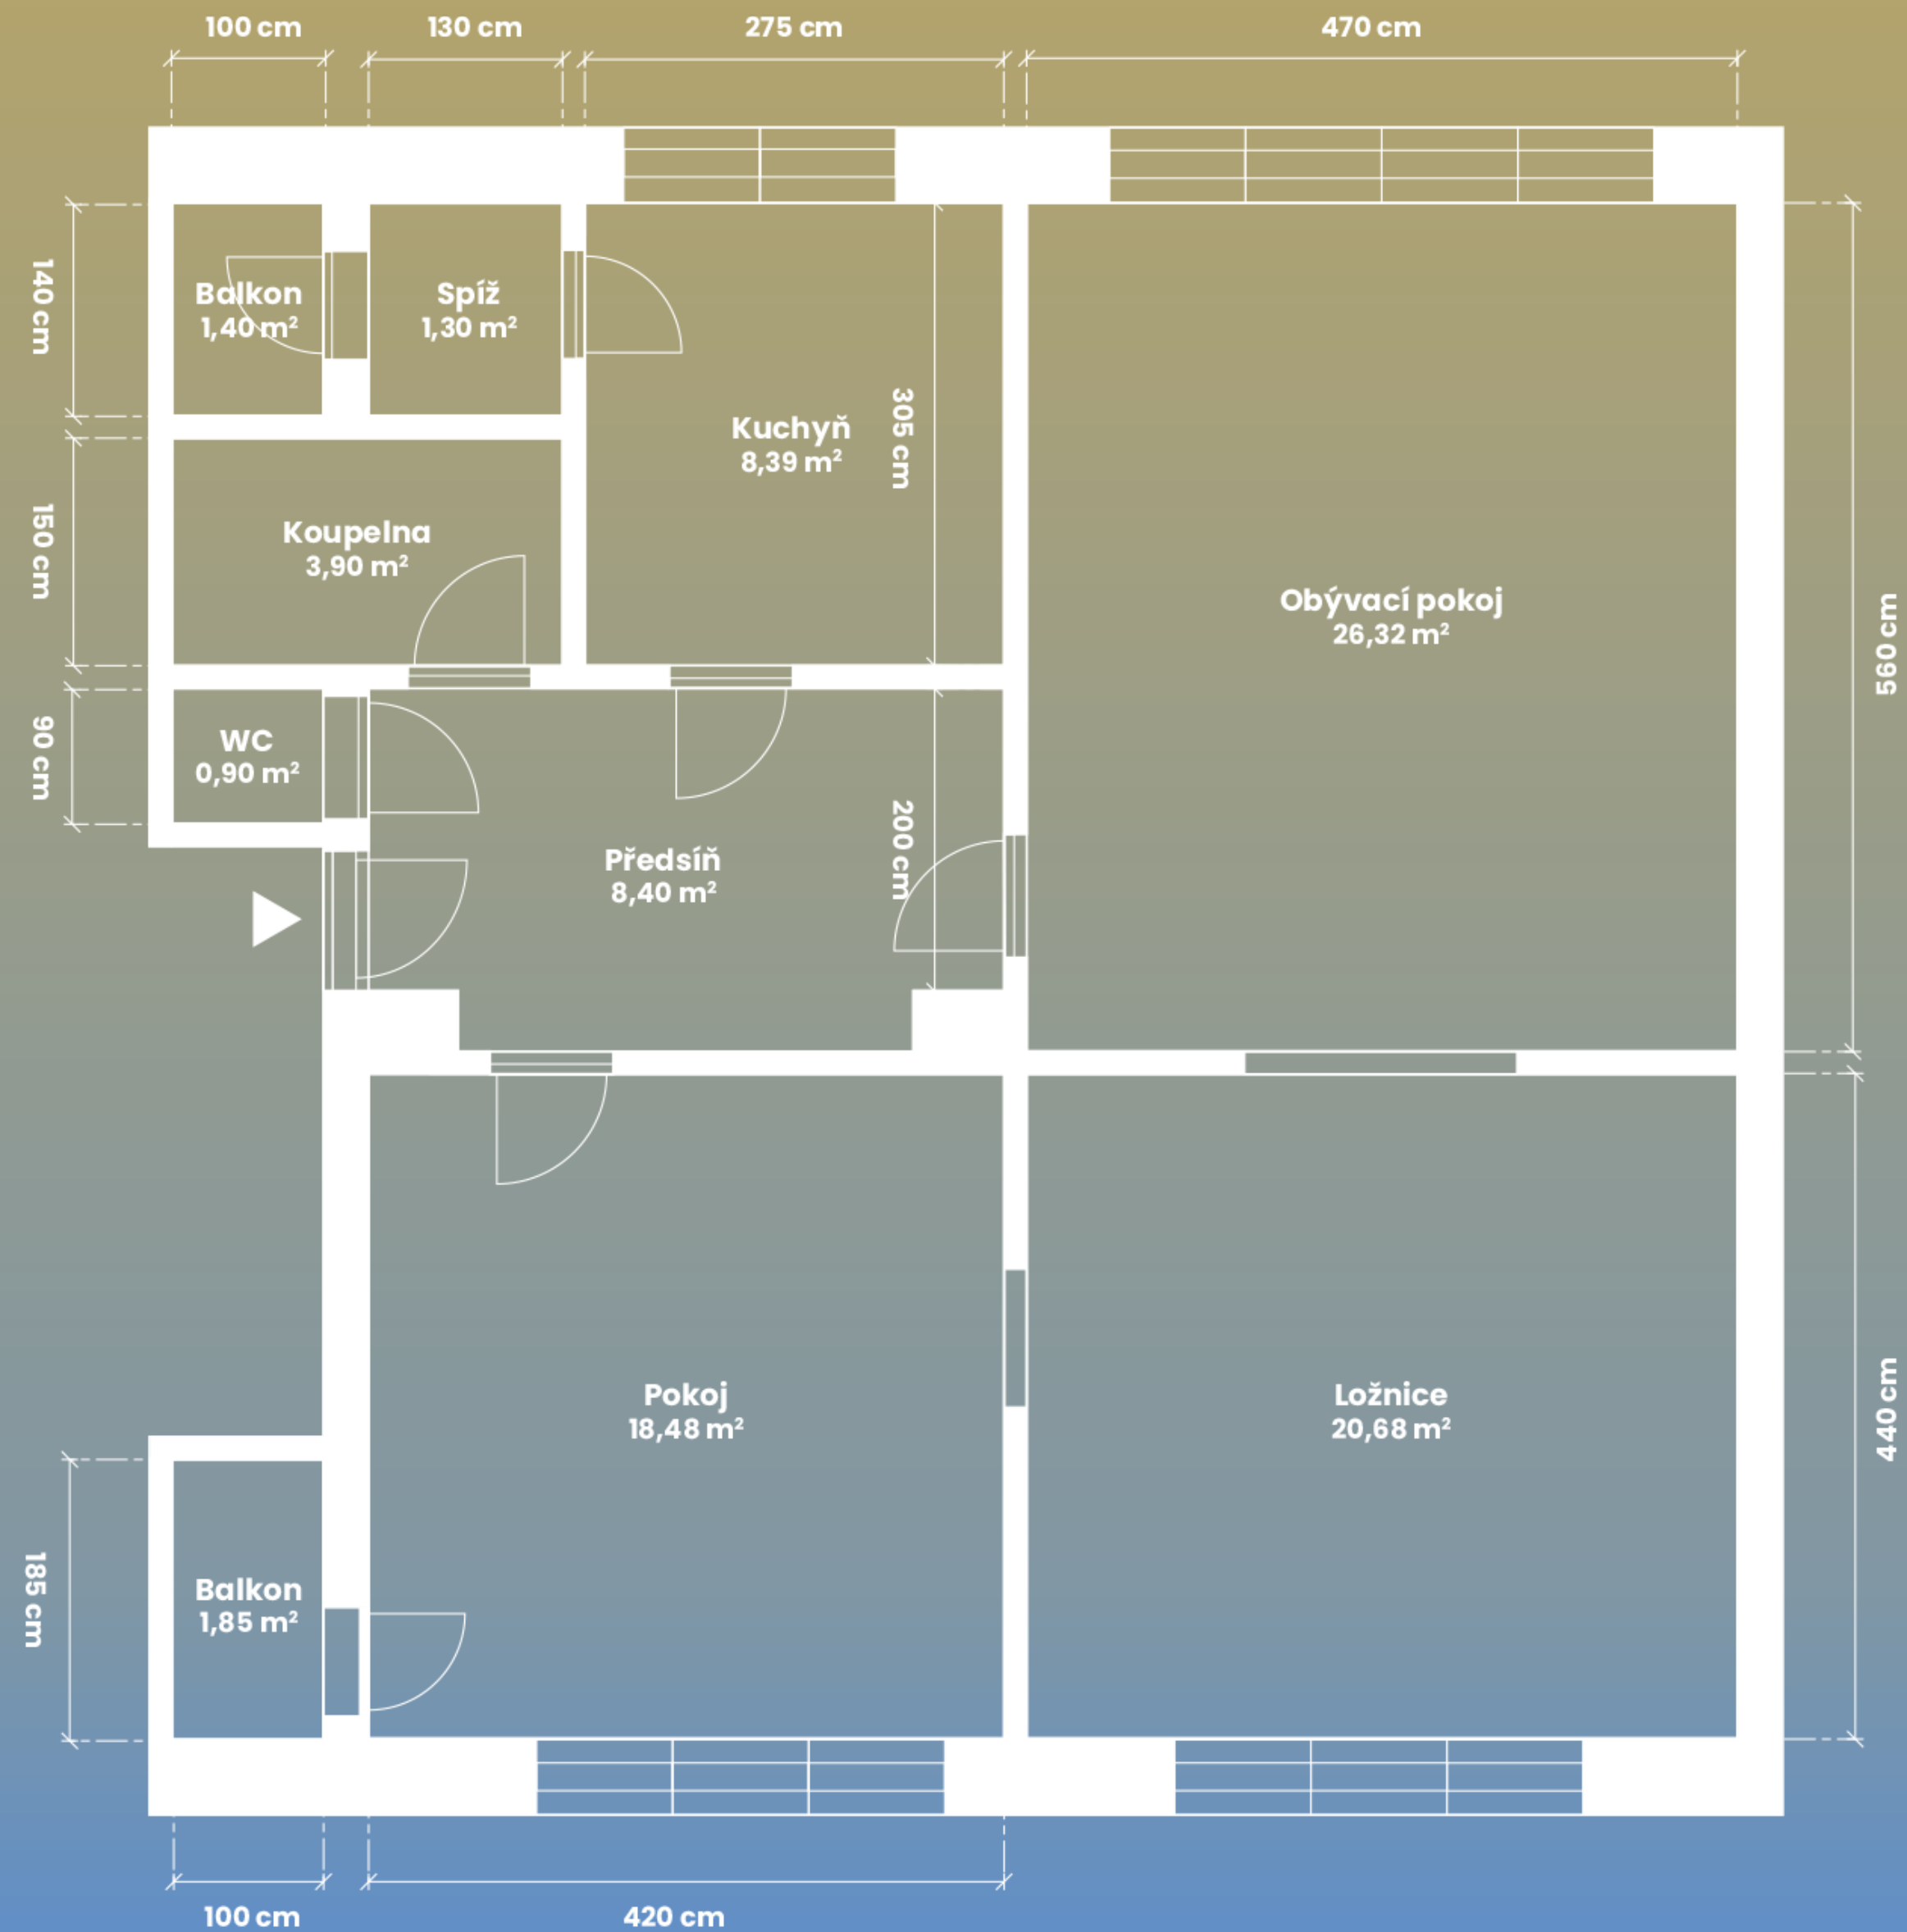 100 cm
130 cm
275 cm
470 cm
140 cm
Balkon
1,40 m²
Spíž
1,30 m²
305 cm
Kuchyň
8,39 m²
150 cm
Koupelna
3,90 m²
Obývací pokoj
26,32 m²
560 cm
90 cm
WC
0,90 m²
200 cm
Předsíň
8,40 m²
Pokoj
18,48 m²
Ložnice
20,68 m²
440 cm
185 cm
Balkon
1,85 m²
100 cm
420 cm